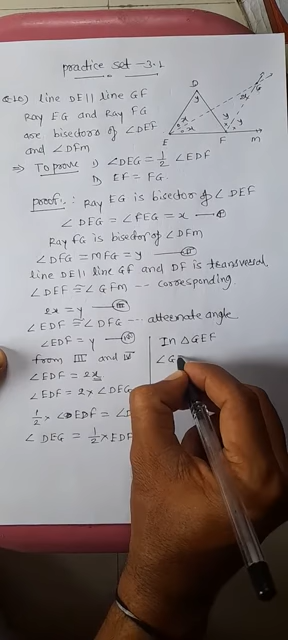 practice set - 3.1
Q.10) line DE || line GF
Ray EG and Ray FG
are bisectors of ∠DEF
and ∠DFM
D
y
G
x
x
y
y
E
F
M
⇒ To prove i) ∠DEG = 1/2 ∠EDF
ii) EF = FG.
proof : Ray EG is bisector of ∠DEF
∠DEG = ∠FEG = x — I
Ray FG is bisector of ∠DFM
∠DFG = MFG = y — II
line DE || line GF and DF is transversal,
∠DEF ≅ ∠GFM -- corresponding
2x = y — III
∠EDF ≅ ∠DFG --- alternate angle
∠EDF = y — IV
from III and IV
∠EDF = 2x
∠EDF = 2 × ∠DEG
1/2 × ∠EDF = ∠D
∠DEG = 1/2 × EDF
In △GEF
∠G